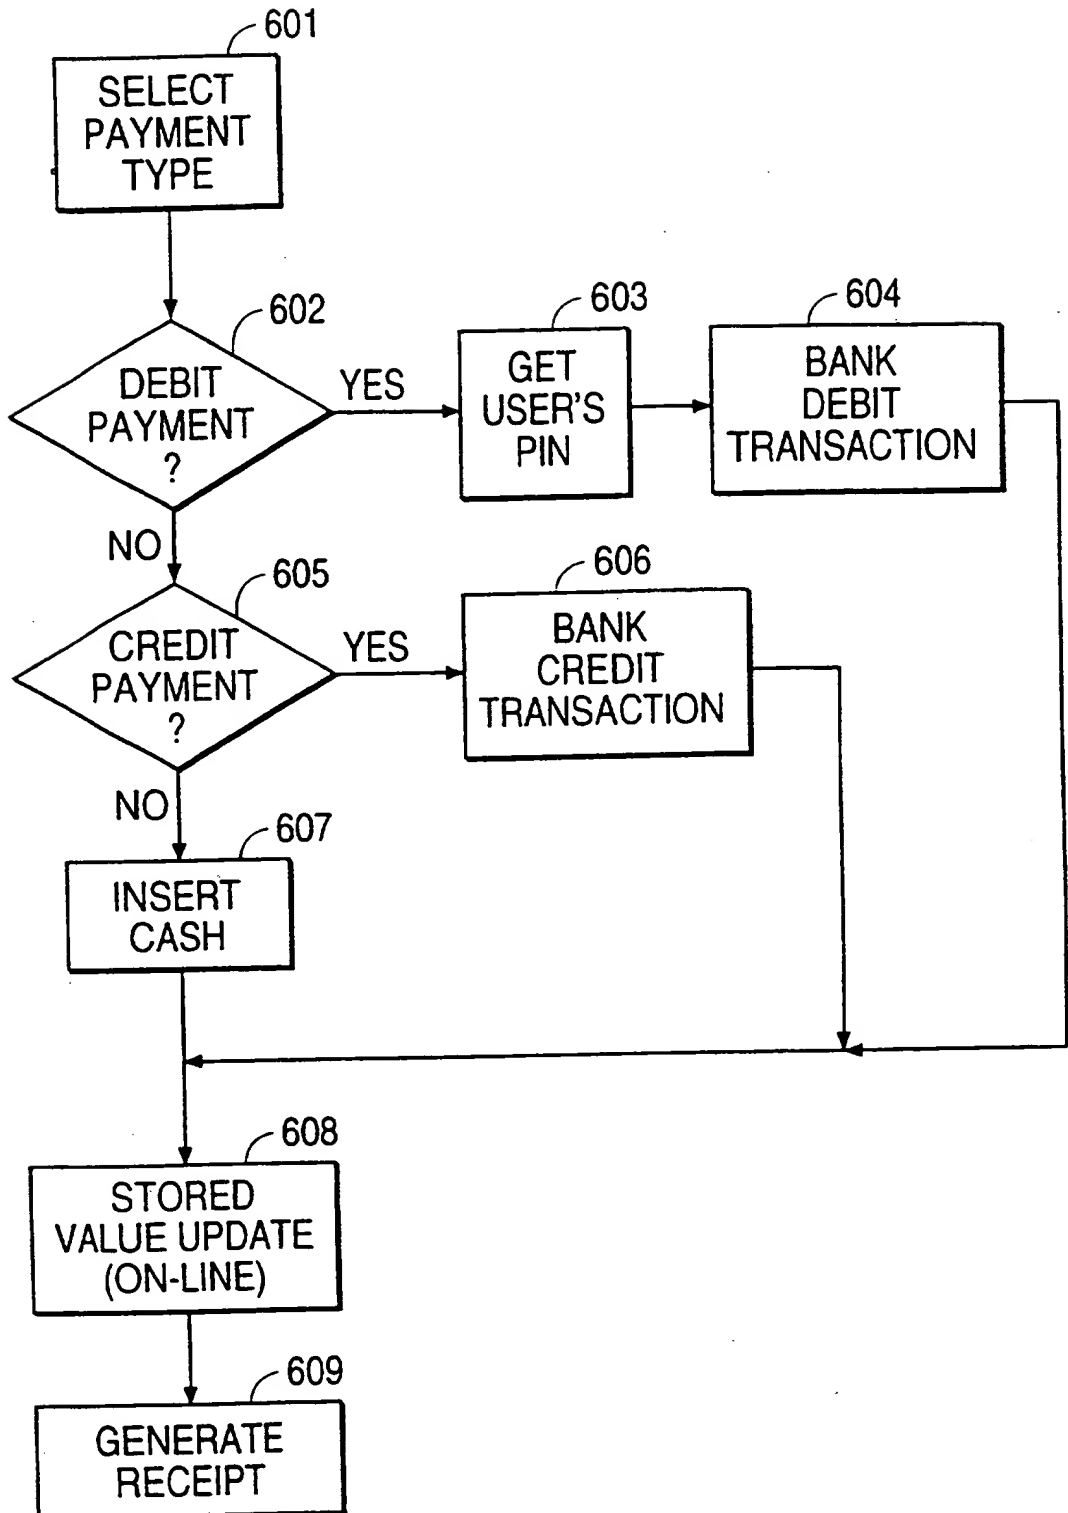 601
SELECT
PAYMENT
TYPE
602
DEBIT
PAYMENT
?
YES
603
GET
USER'S
PIN
604
BANK
DEBIT
TRANSACTION
NO
605
CREDIT
PAYMENT
?
YES
606
BANK
CREDIT
TRANSACTION
NO
607
INSERT
CASH
608
STORED
VALUE UPDATE
(ON-LINE)
609
GENERATE
RECEIPT